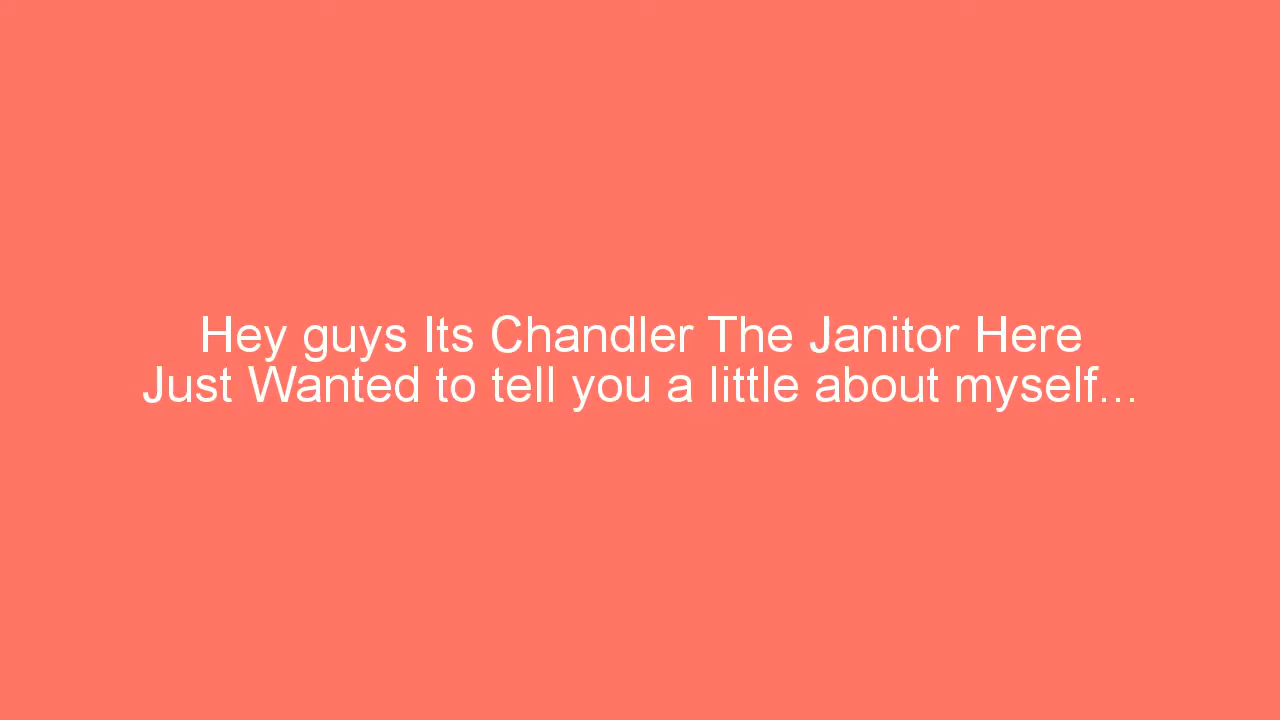 Hey guys Its Chandler The Janitor Here
Just Wanted to tell you a little about myself...